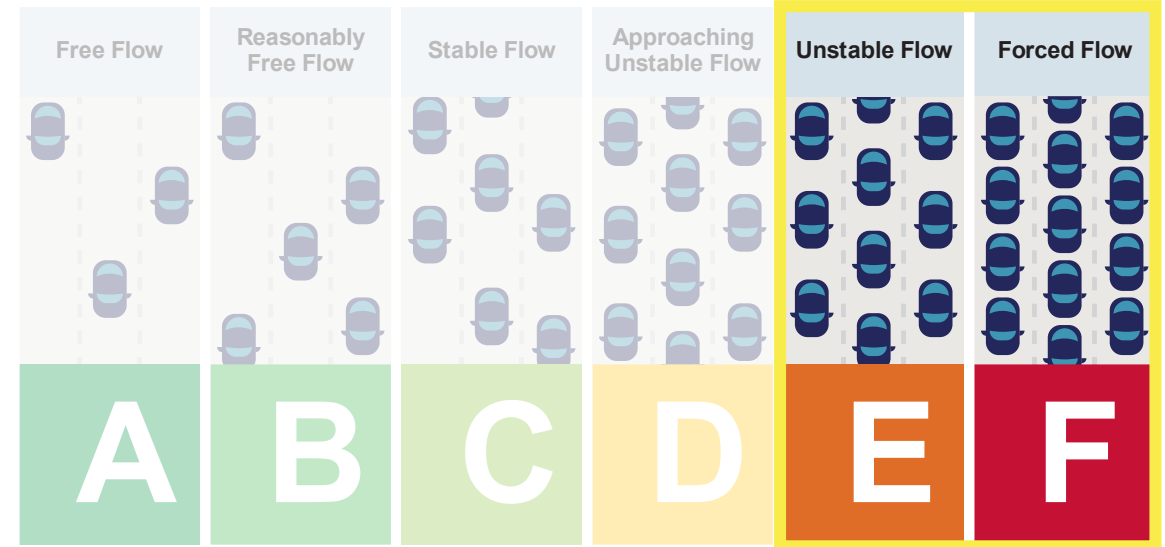 Free Flow
Reasonably
Free Flow
Stable Flow
Approaching
Unstable Flow
Unstable Flow
Forced Flow
A
B
C
D
E
F